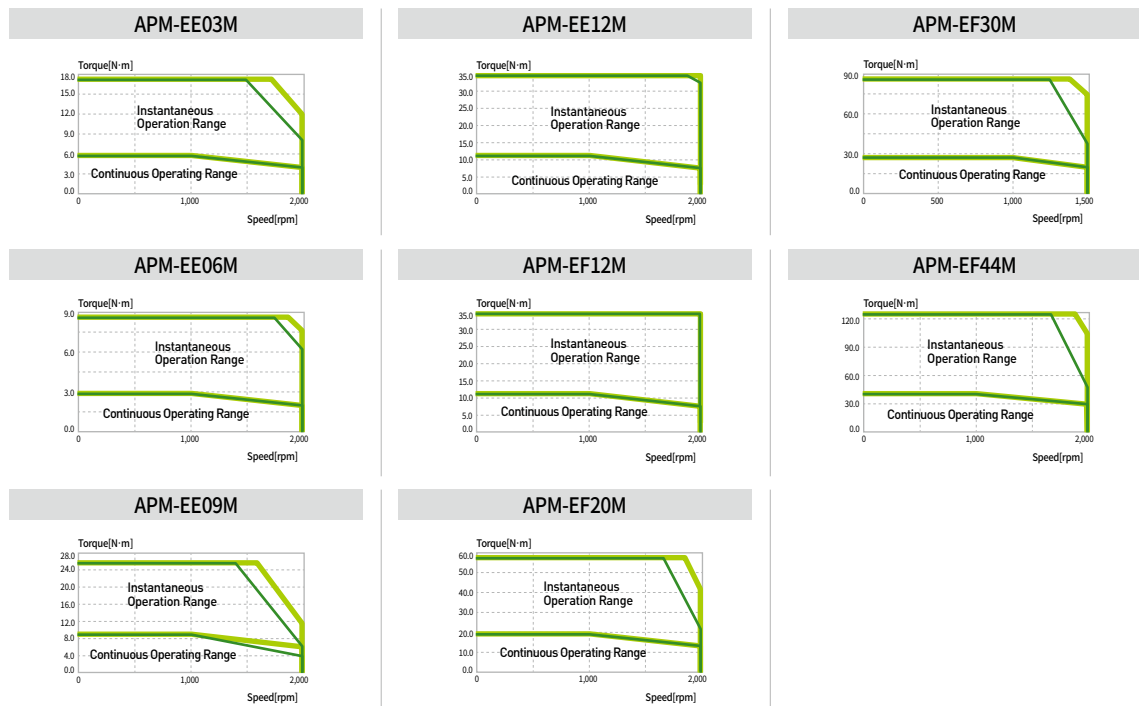 APM-EE03M
Torque[N·m]
18.0
15.0
12.0
9.0
6.0
3.0
0.0
Instantaneous
Operation Range
Continuous Operating Range
0
1,000
2,000
Speed[rpm]
APM-EE12M
Torque[N·m]
35.0
30.0
25.0
20.0
15.0
10.0
5.0
0.0
Instantaneous
Operation Range
Continuous Operating Range
0
1,000
2,000
Speed[rpm]
APM-EF30M
Torque[N·m]
90.0
60.0
30.0
0.0
Instantaneous
Operation Range
Continuous Operating Range
0
500
1,000
1,500
Speed[rpm]
APM-EE06M
Torque[N·m]
9.0
6.0
3.0
0.0
Instantaneous
Operation Range
Continuous Operating Range
0
1,000
2,000
Speed[rpm]
APM-EF12M
Torque[N·m]
35.0
30.0
25.0
20.0
15.0
10.0
5.0
0.0
Instantaneous
Operation Range
Continuous Operating Range
0
1,000
2,000
Speed[rpm]
APM-EF44M
Torque[N·m]
120.0
90.0
60.0
30.0
0.0
Instantaneous
Operation Range
Continuous Operating Range
0
1,000
2,000
Speed[rpm]
APM-EE09M
Torque[N·m]
28.0
24.0
20.0
16.0
12.0
8.0
4.0
0.0
Instantaneous
Operation Range
Continuous Operating Range
0
1,000
2,000
Speed[rpm]
APM-EF20M
Torque[N·m]
60.0
50.0
40.0
30.0
20.0
10.0
0.0
Instantaneous
Operation Range
Continuous Operating Range
0
1,000
2,000
Speed[rpm]